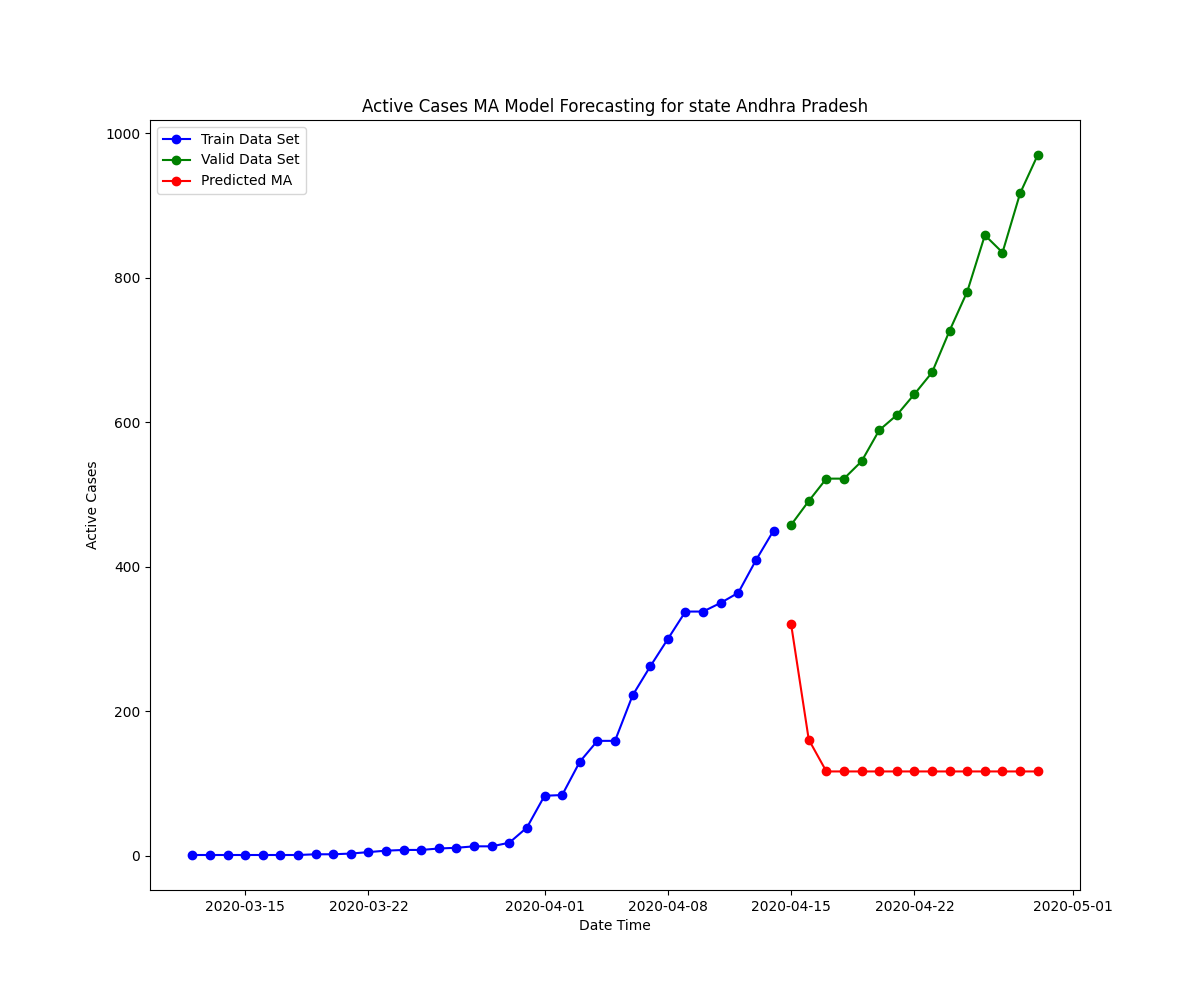 Active Cases MA Model Forecasting for state Andhra Pradesh
Train Data Set
Valid Data Set
Predicted MA
1000
800
600
400
200
0
Active Cases
2020-03-15 2020-03-22 2020-04-01 2020-04-08 2020-04-15 2020-04-22 2020-05-01
Date Time